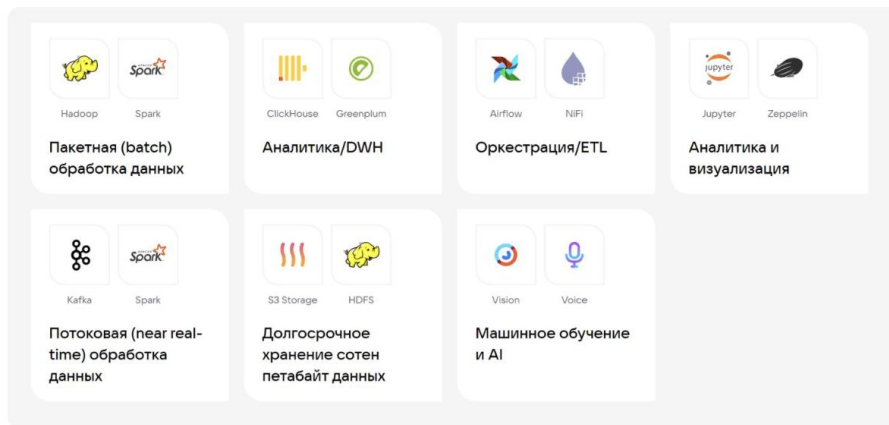 Spark
Hadoop
Spark
Пакетная (batch)
обработка данных
ClickHouse
Greenplum
Аналитика/DWH
Airflow
NiFi
Оркестрация/ETL
jupyter
Jupyter
Zeppelin
Аналитика и
визуализация
Spark
Kafka
Spark
Потоковая (near real-
time) обработка
данных
S3 Storage
HDFS
Долгосрочное
хранение сотен
петабайт данных
Vision
Voice
Машинное обучение
и AI